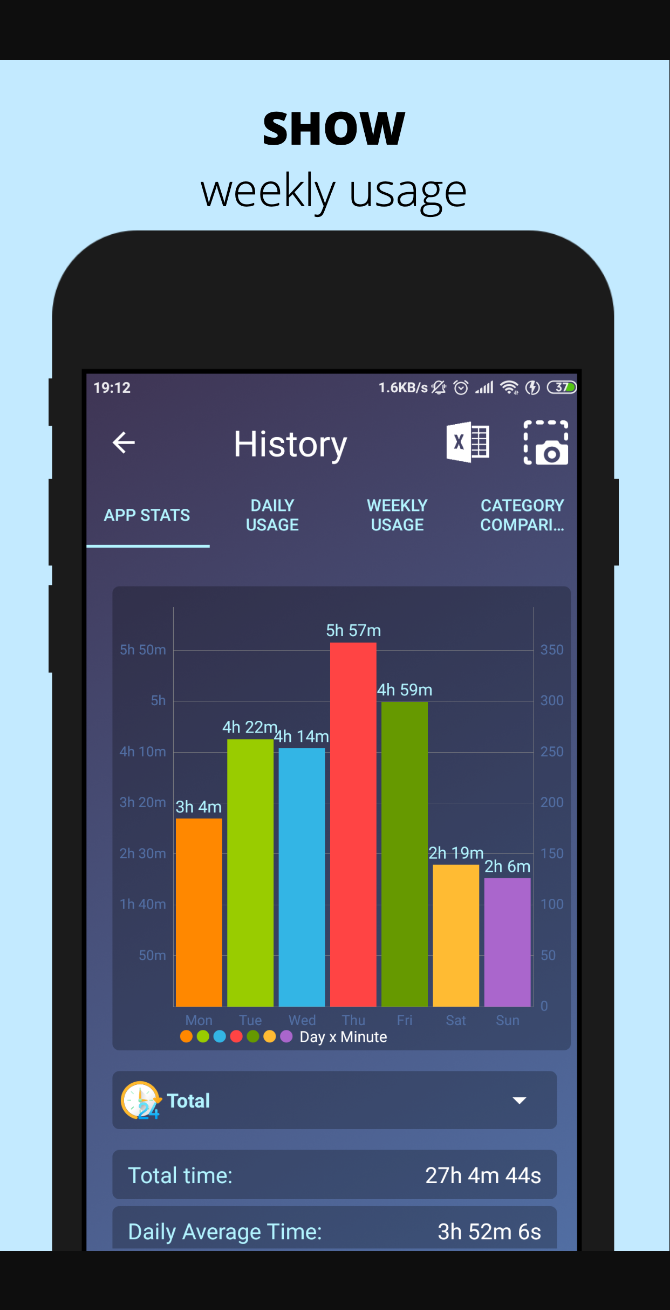 SHOW
weekly usage
19:12 1.6KB/s 37
History X
APP STATS
DAILY
USAGE
WEEKLY
USAGE
CATEGORY
COMPARI...
5h 57m
5h 50m 350
4h 59m
5h 300
4h 22m 4h 14m
4h 10m 250
3h 20m 200
3h 4m
2h 30m 2h 19m 150
2h 6m
1h 40m 100
50m 50
0
Mon Tue Wed Thu Fri Sat Sun
Day x Minute
24 Total
Total time: 27h 4m 44s
Daily Average Time: 3h 52m 6s